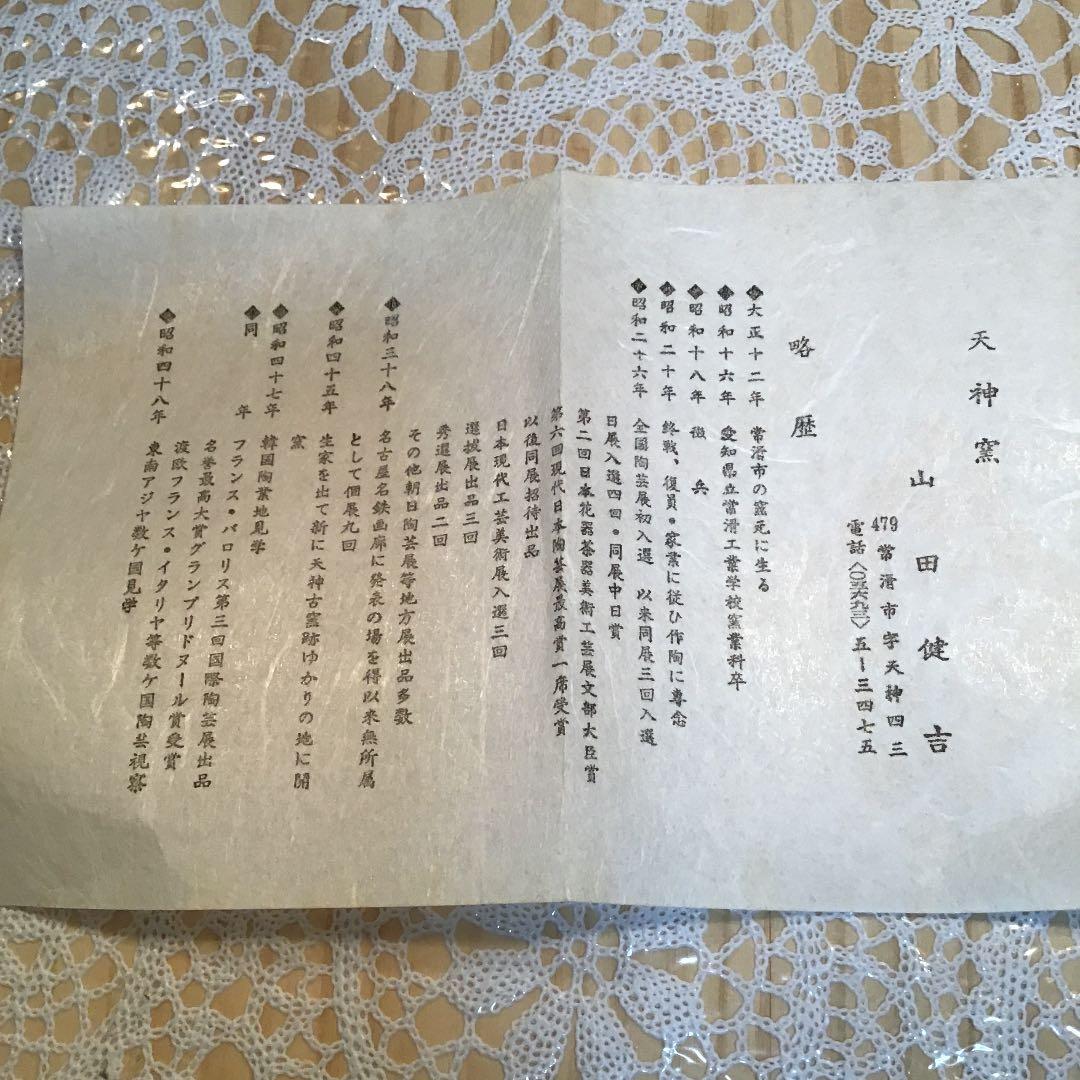 天神窯
山田健吉
479 常滑市字天神四三
電話〈〇五六九三〉五ー三四七五
略歴
◆大正十二年 常滑市の窯元に生る
◆昭和十六年 愛知県立常滑工業学校窯業科卒
◆昭和十八年 徴兵
◆昭和二十年 終戦、復員・家業に従ひ作陶に専念
◆昭和二十六年 全国陶芸展初入選 以来同展三回入選
日展入選四回・同展中日賞
第二回日本花器茶器美術工芸展文部大臣賞
第六回現代日本陶芸展最高賞一席受賞
以後同展招待出品
日本現代工芸美術展入選三回
選抜展出品三回
秀選展出品二回
その他朝日陶芸展等地方展出品多数
◆昭和三十八年 名古屋名鉄画廊に発表の場を得以来無所属
として個展九回
◆昭和四十五年 生家を出て新に天神古窯跡ゆかりの地に開
窯
◆昭和四十七年 韓国陶業地見学
◆同年 フランス・バロリス第三回国際陶芸展出品
名誉最高大賞グランプリドヌール賞受賞
渡欧フランス・イタリヤ等数ケ国陶芸視察
◆昭和四十八年 東南アジヤ数ケ国見学